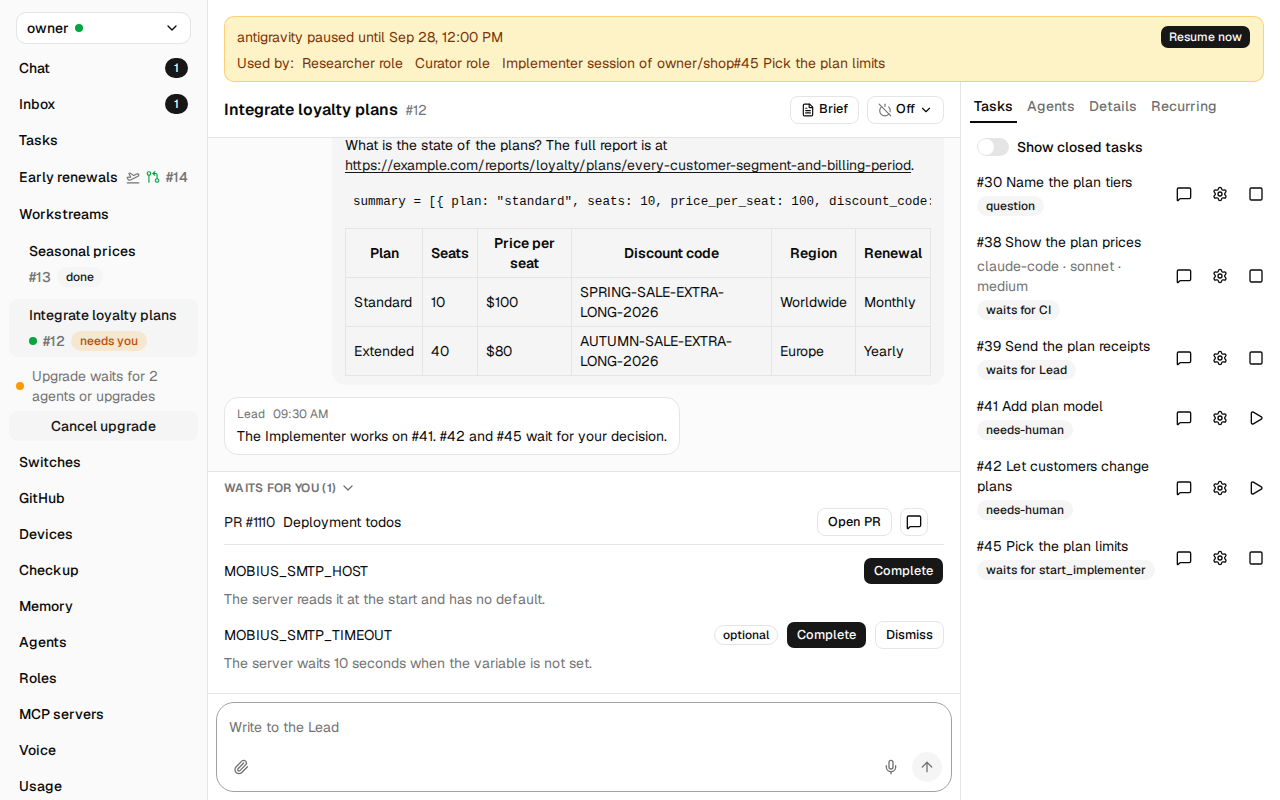 owner
Chat 1
Inbox 1
Tasks
Early renewals #14
Workstreams
Seasonal prices
#13 done
Integrate loyalty plans
#12 needs you
Upgrade waits for 2
agents or upgrades
Cancel upgrade
Switches
GitHub
Devices
Checkup
Memory
Agents
Roles
MCP servers
Voice
Usage
antigravity paused until Sep 28, 12:00 PM
Resume now
Used by: Researcher role Curator role Implementer session of owner/shop#45 Pick the plan limits
Integrate loyalty plans #12
Brief
Off
What is the state of the plans? The full report is at
https://example.com/reports/loyalty/plans/every-customer-segment-and-billing-period.
summary = [{ plan: "standard", seats: 10, price_per_seat: 100, discount_code:
Plan Seats Price per seat Discount code Region Renewal
Standard 10 $100 SPRING-SALE-EXTRA-LONG-2026 Worldwide Monthly
Extended 40 $80 AUTUMN-SALE-EXTRA-LONG-2026 Europe Yearly
Lead 09:30 AM
The Implementer works on #41. #42 and #45 wait for your decision.
WAITS FOR YOU (1)
PR #1110 Deployment todos
Open PR
MOBIUS_SMTP_HOST
Complete
The server reads it at the start and has no default.
MOBIUS_SMTP_TIMEOUT
optional
Complete
Dismiss
The server waits 10 seconds when the variable is not set.
Write to the Lead
Tasks Agents Details Recurring
Show closed tasks
#30 Name the plan tiers
question
#38 Show the plan prices
claude-code · sonnet ·
medium
waits for CI
#39 Send the plan receipts
waits for Lead
#41 Add plan model
needs-human
#42 Let customers change
plans
needs-human
#45 Pick the plan limits
waits for start_implementer